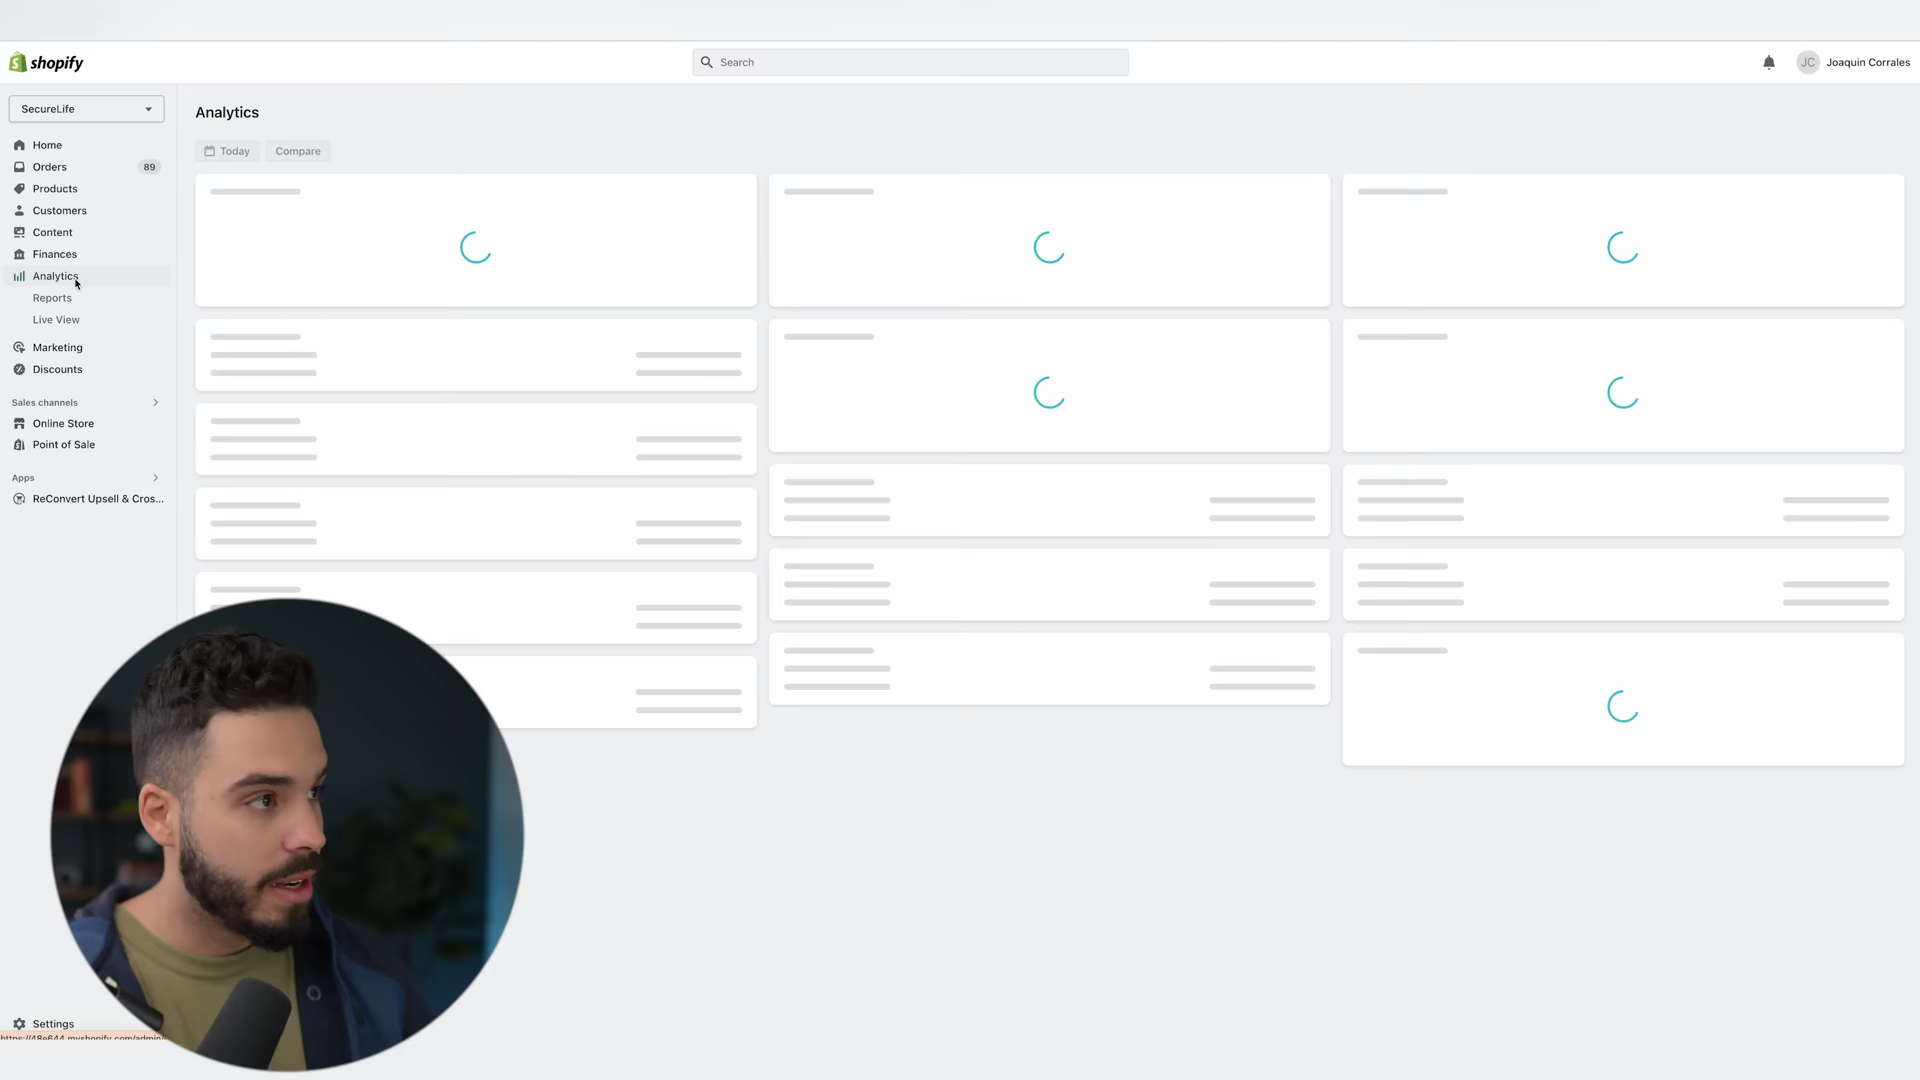 shopify
Search
JC
Joaquin Corrales
SecureLife
Home
Orders
89
Products
Customers
Content
Finances
Analytics
Reports
Live View
Marketing
Discounts
Sales channels
Online Store
Point of Sale
Apps
ReConvert Upsell & Cros...
Settings
Analytics
Today
Compare